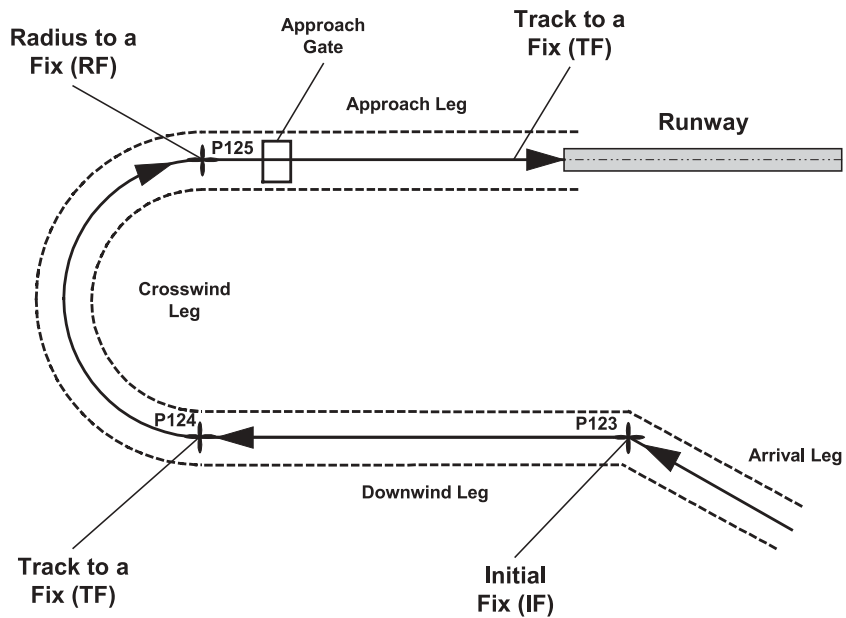 Radius to a
Fix (RF)
Approach
Gate
Track to a
Fix (TF)
Approach Leg
Runway
P125
Crosswind
Leg
P124
P123
Arrival Leg
Downwind Leg
Track to a
Fix (TF)
Initial
Fix (IF)